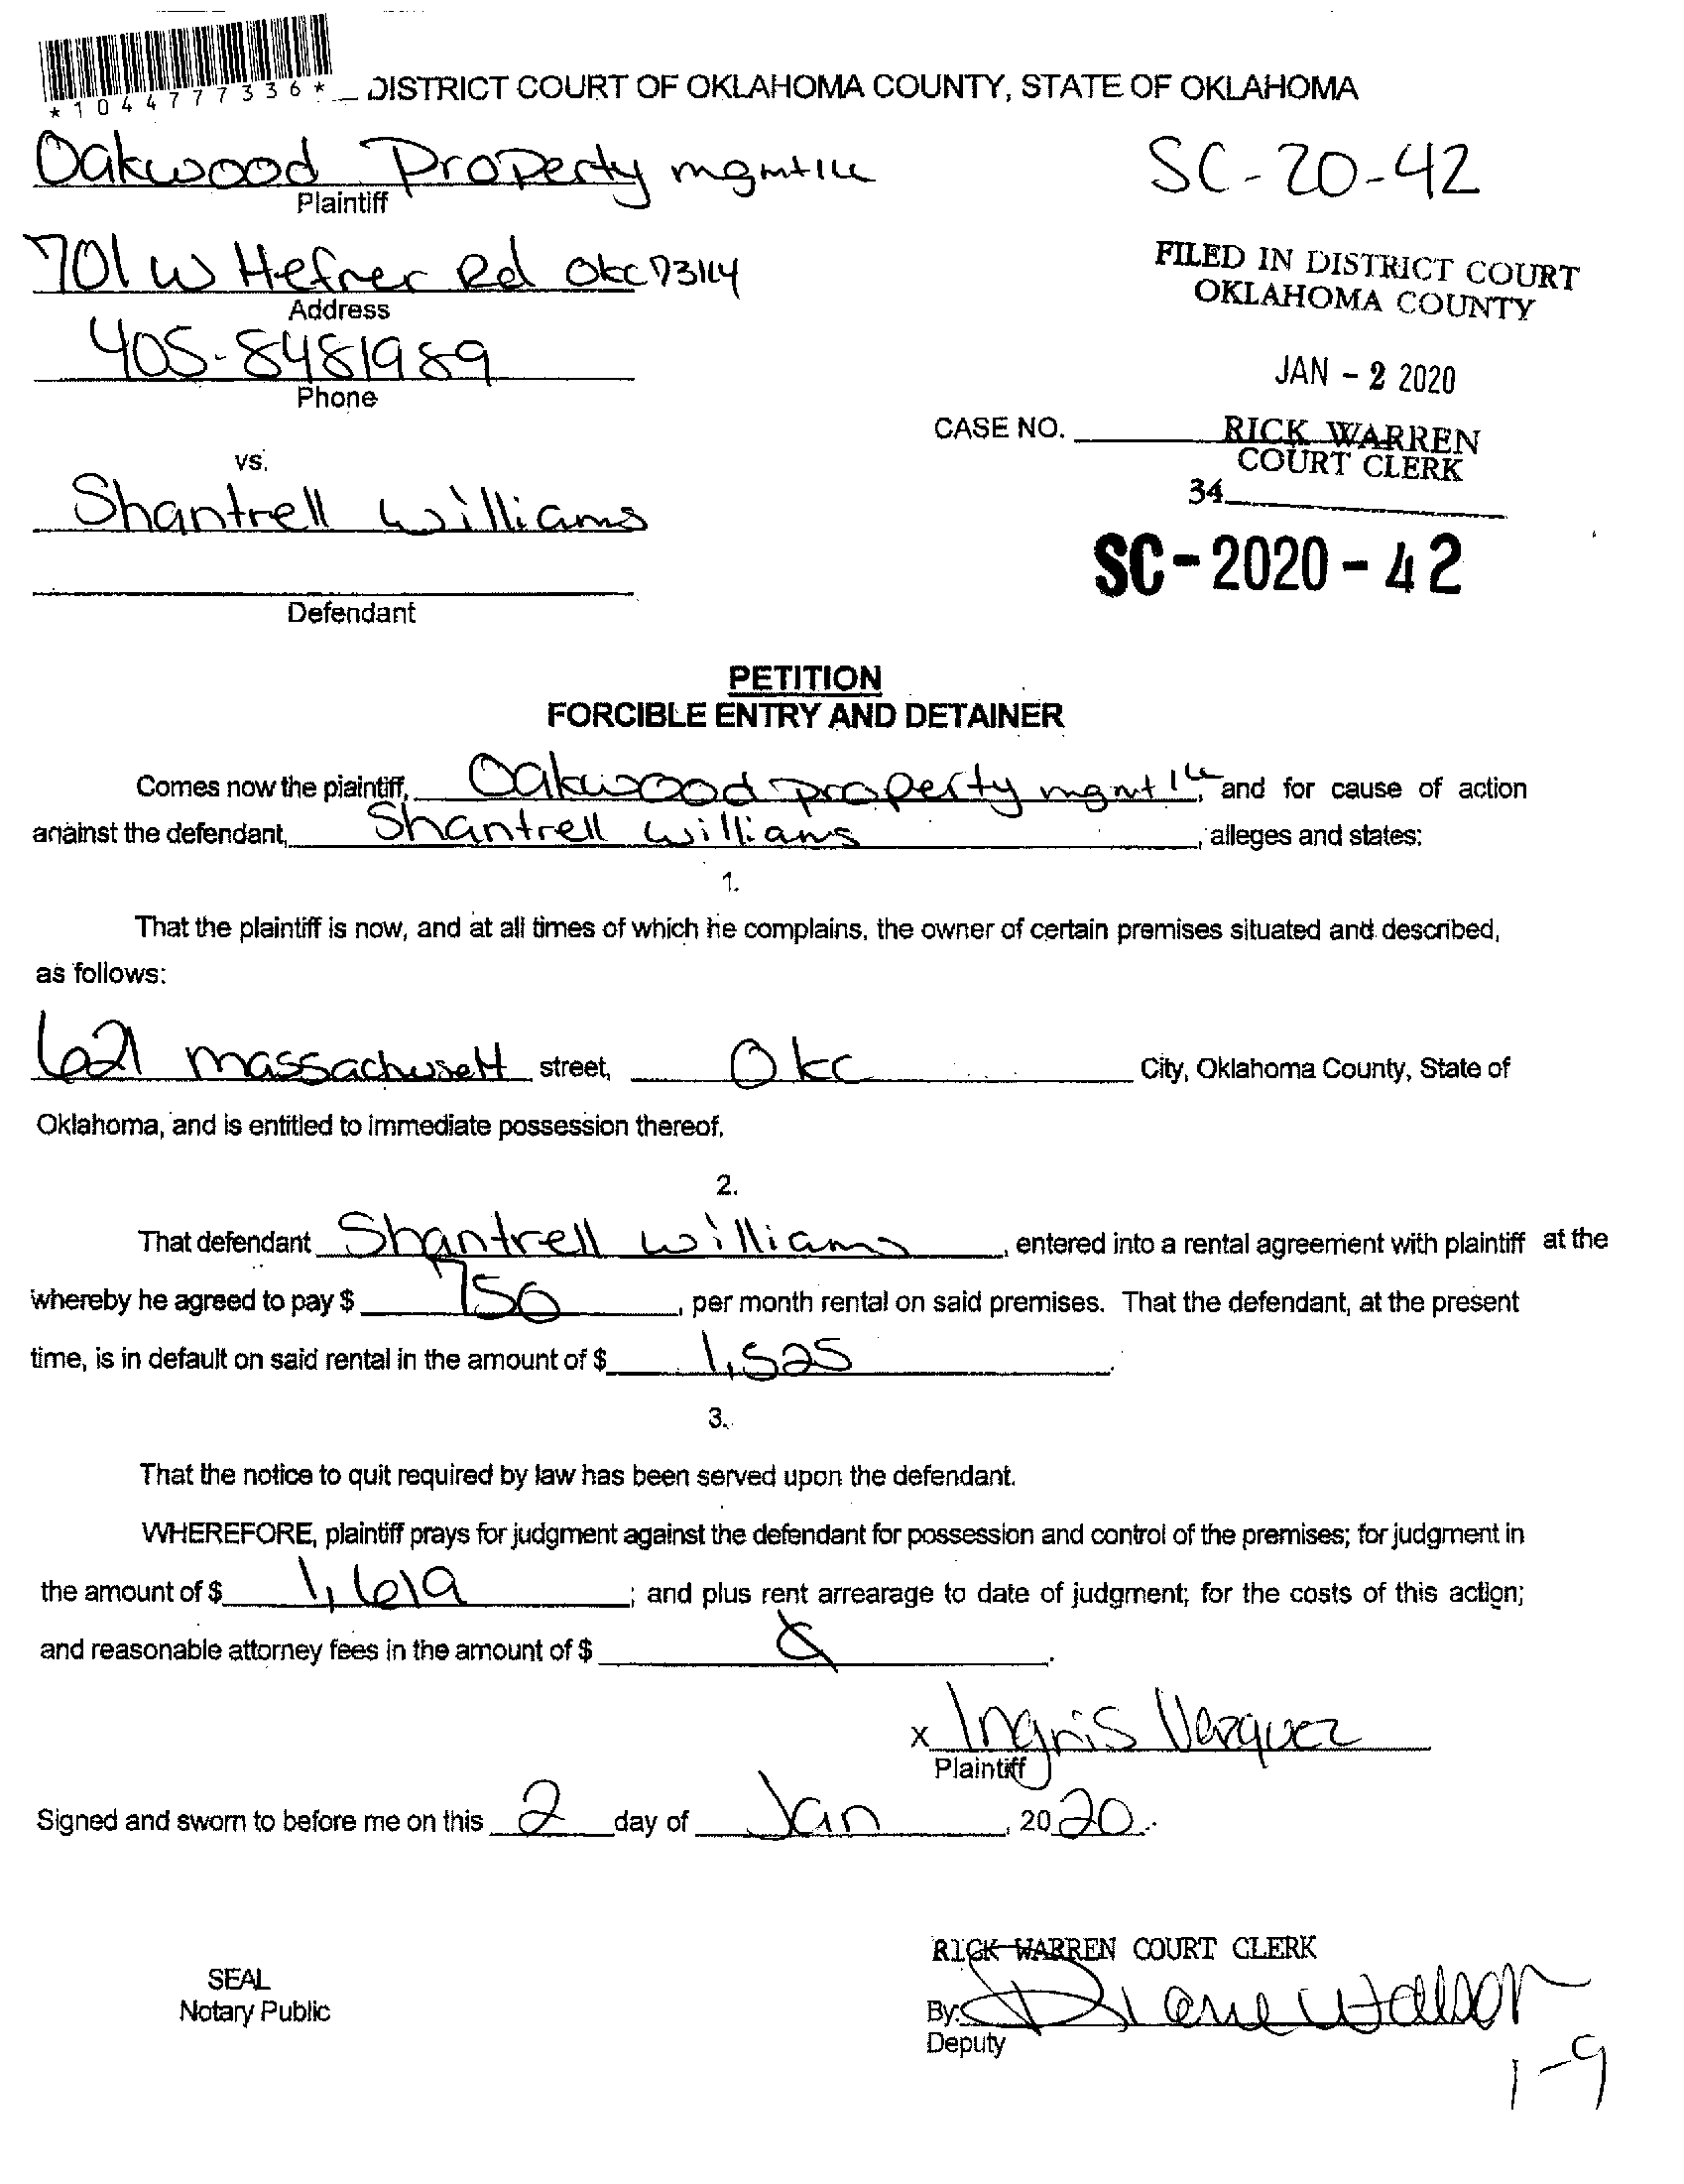 *1044777336*
DISTRICT COURT OF OKLAHOMA COUNTY, STATE OF OKLAHOMA
Oakwood Property mgmt llc
Plaintiff
SC-20-42
701 W Hefner Rd OKC 73114
Address
FILED IN DISTRICT COURT
OKLAHOMA COUNTY
405-8481989
Phone
JAN - 2 2020
CASE NO.
RICK WARREN
COURT CLERK
34
vs.
Shantrell Williams
Defendant
SC-2020-42
PETITION
FORCIBLE ENTRY AND DETAINER
Comes now the plaintiff, Oakwood property mgmt llc, and for cause of action
against the defendant, Shantrell Williams, alleges and states:
1.
That the plaintiff is now, and at all times of which he complains, the owner of certain premises situated and described,
as follows:
621 Massachusett street, OKC City, Oklahoma County, State of
Oklahoma, and is entitled to immediate possession thereof.
2.
That defendant Shantrell Williams, entered into a rental agreement with plaintiff at the
whereby he agreed to pay $ 750, per month rental on said premises. That the defendant, at the present
time, is in default on said rental in the amount of $ 1,525.
3.
That the notice to quit required by law has been served upon the defendant.
WHEREFORE, plaintiff prays for judgment against the defendant for possession and control of the premises; for judgment in
the amount of $ 1,619; and plus rent arrearage to date of judgment; for the costs of this action;
and reasonable attorney fees in the amount of $
x Ingris Vazquez
Plaintiff
Signed and sworn to before me on this 2 day of Jan, 2020.
RICK WARREN COURT CLERK
SEAL
Notary Public
By:
Deputy
1-9